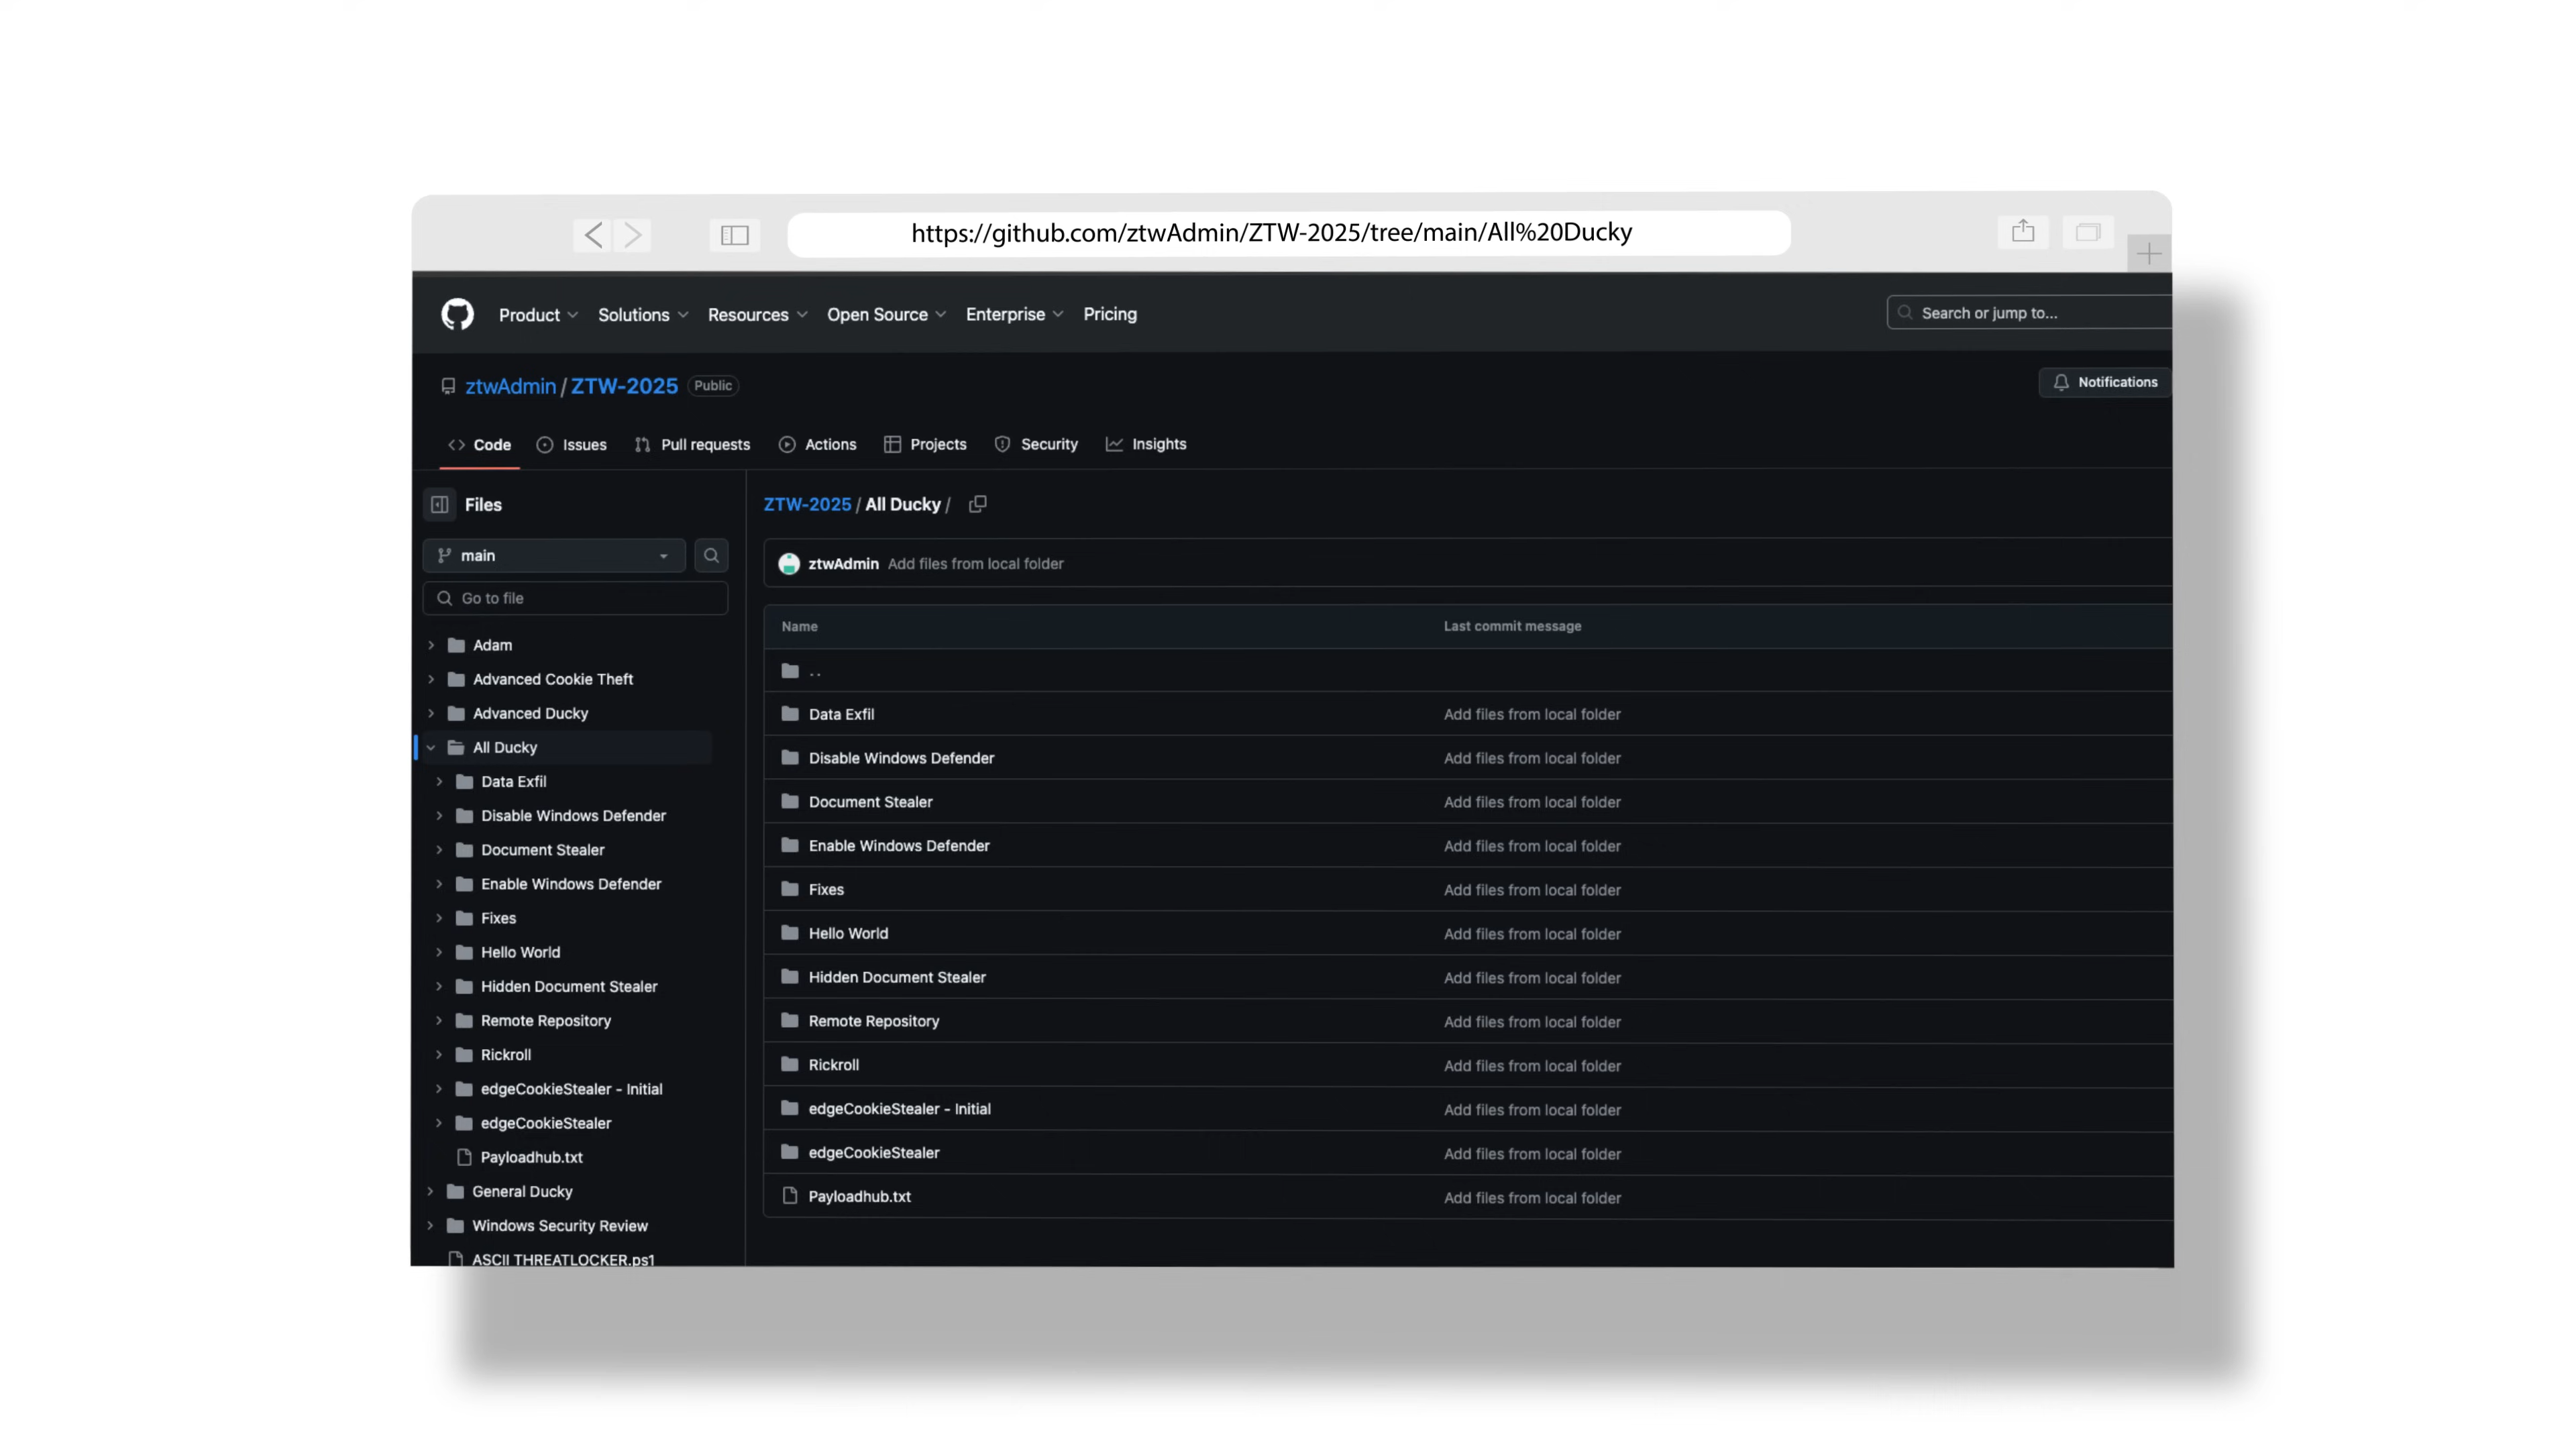 https://github.com/ztwAdmin/ZTW-2025/tree/main/All%20Ducky
Product Solutions Resources Open Source Enterprise Pricing
Search or jump to...
ztwAdmin / ZTW-2025 Public
Notifications
Code Issues Pull requests Actions Projects Security Insights
Files
main
Go to file
Adam
Advanced Cookie Theft
Advanced Ducky
All Ducky
Data Exfil
Disable Windows Defender
Document Stealer
Enable Windows Defender
Fixes
Hello World
Hidden Document Stealer
Remote Repository
Rickroll
edgeCookieStealer - Initial
edgeCookieStealer
Payloadhub.txt
General Ducky
Windows Security Review
ASCII THREATLOCKER.ps1
ZTW-2025 / All Ducky /
ztwAdmin Add files from local folder
Name Last commit message
..
Data Exfil Add files from local folder
Disable Windows Defender Add files from local folder
Document Stealer Add files from local folder
Enable Windows Defender Add files from local folder
Fixes Add files from local folder
Hello World Add files from local folder
Hidden Document Stealer Add files from local folder
Remote Repository Add files from local folder
Rickroll Add files from local folder
edgeCookieStealer - Initial Add files from local folder
edgeCookieStealer Add files from local folder
Payloadhub.txt Add files from local folder